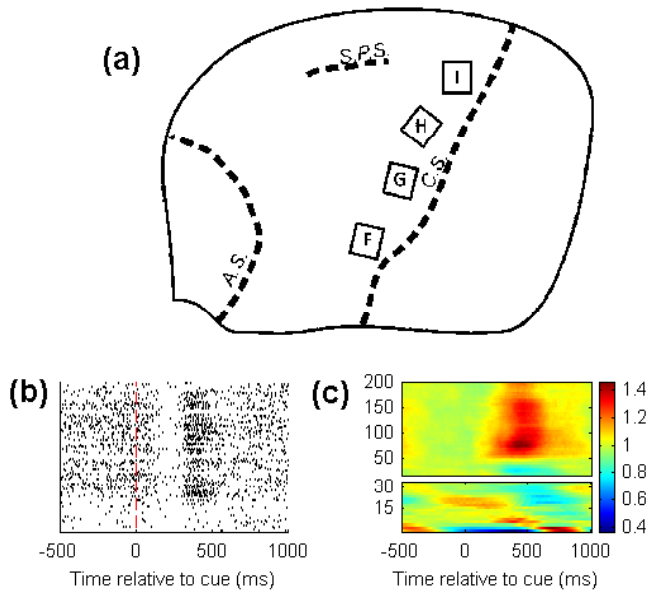 (a)
S.P.S.
I
H
C.S.
G
F
A.S.
(b)
-500 0 500 1000
Time relative to cue (ms)
(c)
200
150
100
50
30
15
-500 0 500 1000
Time relative to cue (ms)
1.4
1.2
1
0.8
0.6
0.4